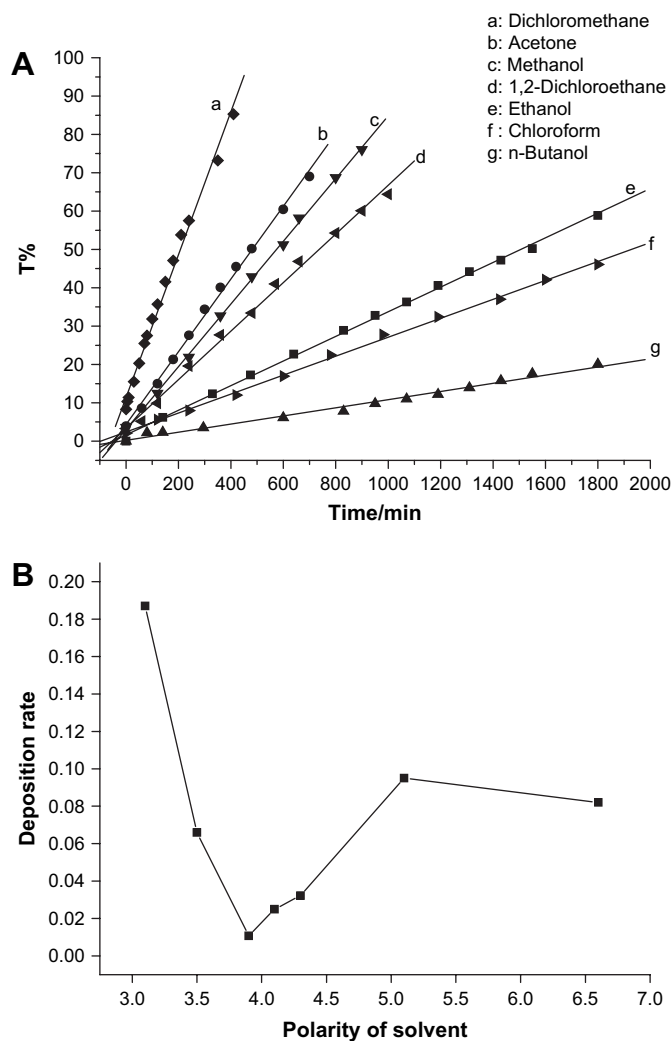 a: Dichloromethane
b: Acetone
c: Methanol
d: 1,2-Dichloroethane
e: Ethanol
f : Chloroform
g: n-Butanol
A
100
90
80
70
60
50
40
30
20
10
0
T%
a
b
c
d
e
f
g
0 200 400 600 800 1000 1200 1400 1600 1800 2000
Time/min
B
0.20
0.18
0.16
0.14
0.12
0.10
0.08
0.06
0.04
0.02
0.00
Deposition rate
3.0 3.5 4.0 4.5 5.0 5.5 6.0 6.5 7.0
Polarity of solvent